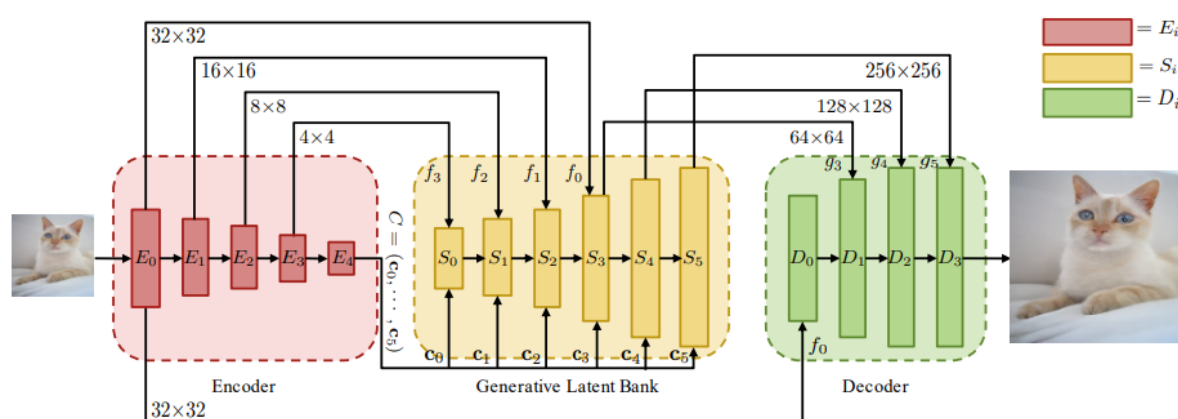 32×32
16×16
8×8
4×4
256×256
128×128
64×64
= E_i
= S_i
= D_i
f_3
f_2
f_1
f_0
g_3
g_4
g_5
E_0
E_1
E_2
E_3
E_4
C = (c_0, ⋯ , c_5)
S_0
S_1
S_2
S_3
S_4
S_5
D_0
D_1
D_2
D_3
c_0
c_1
c_2
c_3
c_4
c_5
f_0
Encoder
Generative Latent Bank
Decoder
32×32